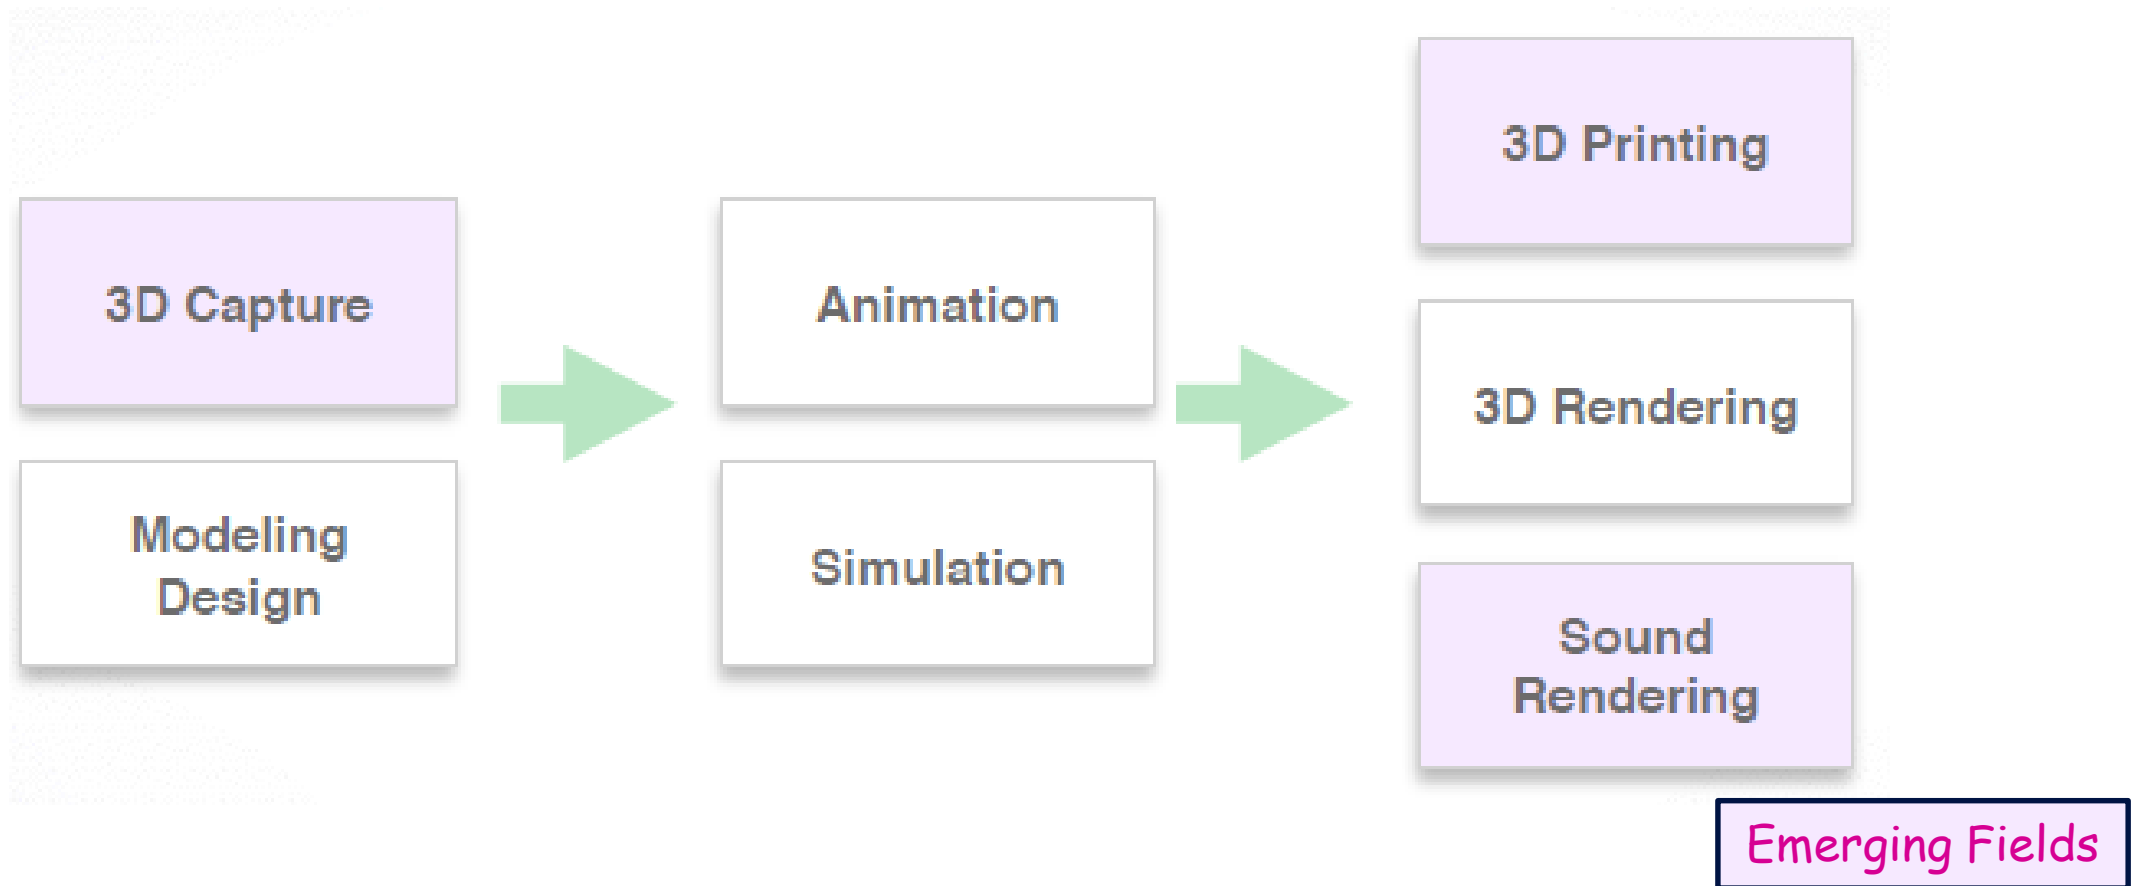 3D Capture
Modeling
Design
Animation
Simulation
3D Printing
3D Rendering
Sound
Rendering
Emerging Fields